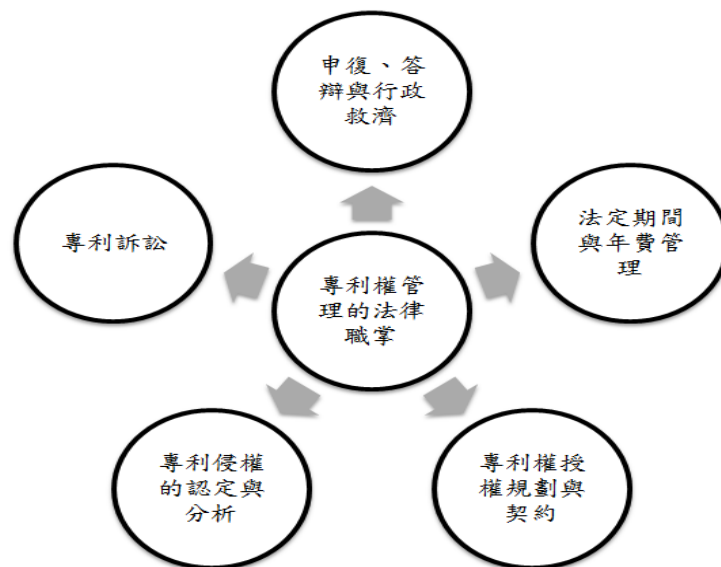 申復、答
辯與行政
救濟
專利訴訟
法定期間
與年費管
理
專利權管
理的法律
職掌
專利侵權
的認定與
分析
專利權授
權規劃與
契約